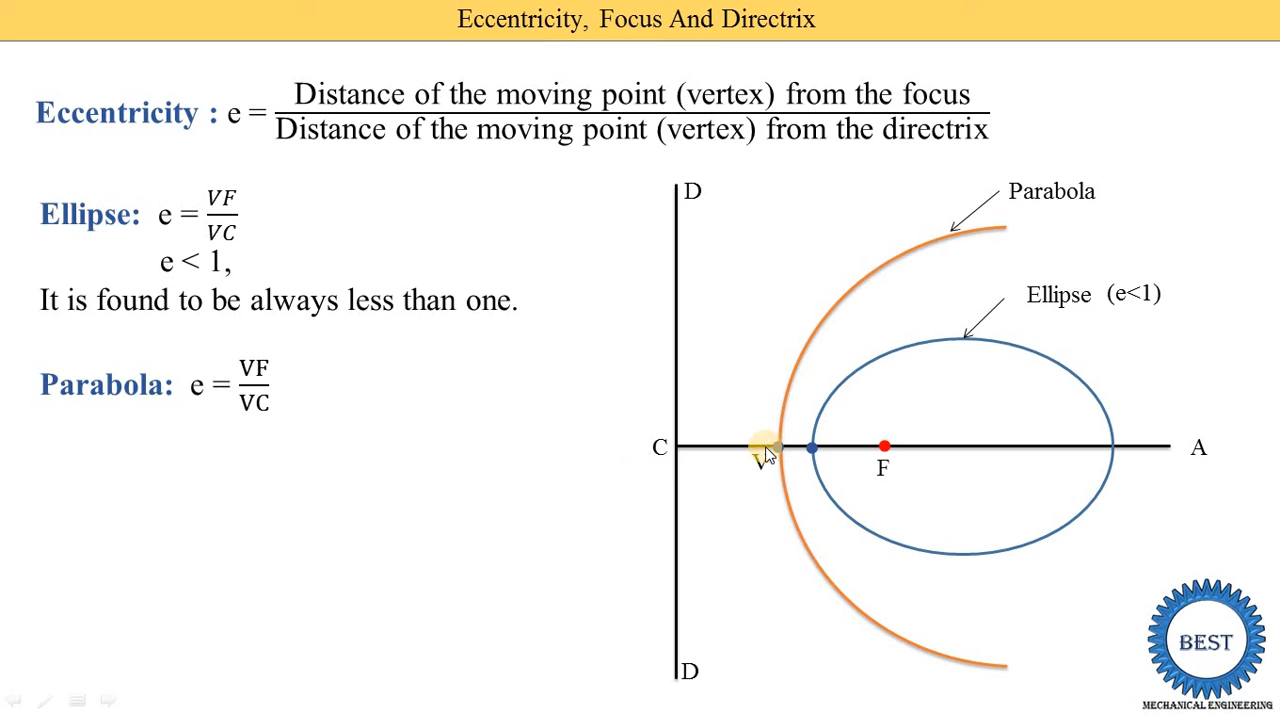 Eccentricity, Focus And Directrix
Eccentricity : e = Distance of the moving point (vertex) from the focus
Distance of the moving point (vertex) from the directrix
Ellipse: e = VF
VC
e < 1,
It is found to be always less than one.
Parabola: e = VF
VC
D
Parabola
Ellipse (e<1)
C
V
F
A
D
BEST
MECHANICAL ENGINEERING